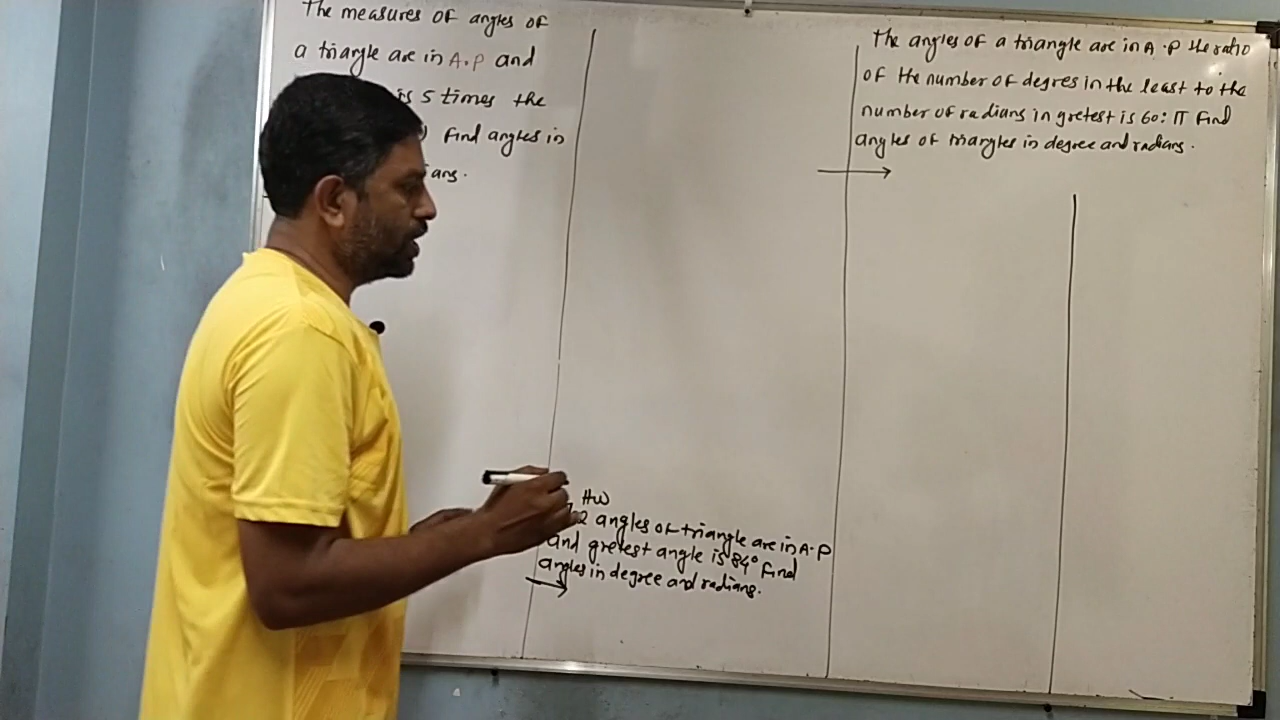 The measures of angles of
a triangle are in A.P and
is 5 times the
Find angles in
ans.
HW
2 angles of triangle are in A.P
and gretest angle is 84° Find
angles in degree and radians.
The angles of a triangle are in A.P the ratio
of the number of degres in the least to the
number of radians in gretest is 60:π Find
angles of triangles in degree and radians.